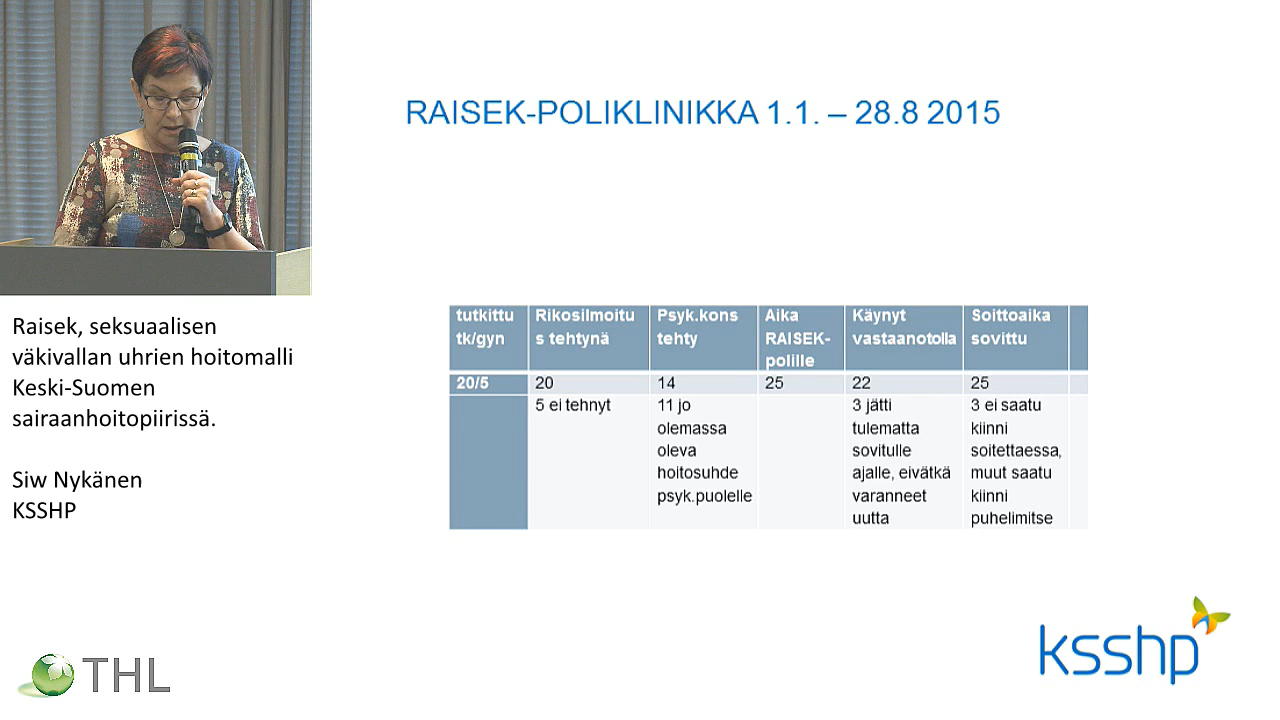 RAISEK-POLIKLINIKKA 1.1. – 28.8 2015
Raisek, seksuaalisen
väkivallan uhrien hoitomalli
Keski-Suomen
sairaanhoitopiirissä.
Siw Nykänen
KSSHP
tutkittu
tk/gyn
Rikosilmoitu
s tehtynä
Psyk.kons
tehty
Aika
RAISEK-
polille
Käynyt
vastaanotolla
Soittoaika
sovittu
20/5
20
14
25
22
25
5 ei tehnyt
11 jo
olemassa
oleva
hoitosuhde
psyk.puolelle
3 jätti
tulematta
sovitulle
ajalle, eivätkä
varanneet
uutta
3 ei saatu
kiinni
soitettaessa,
muut saatu
kiinni
puhelimitse
THL
ksshp